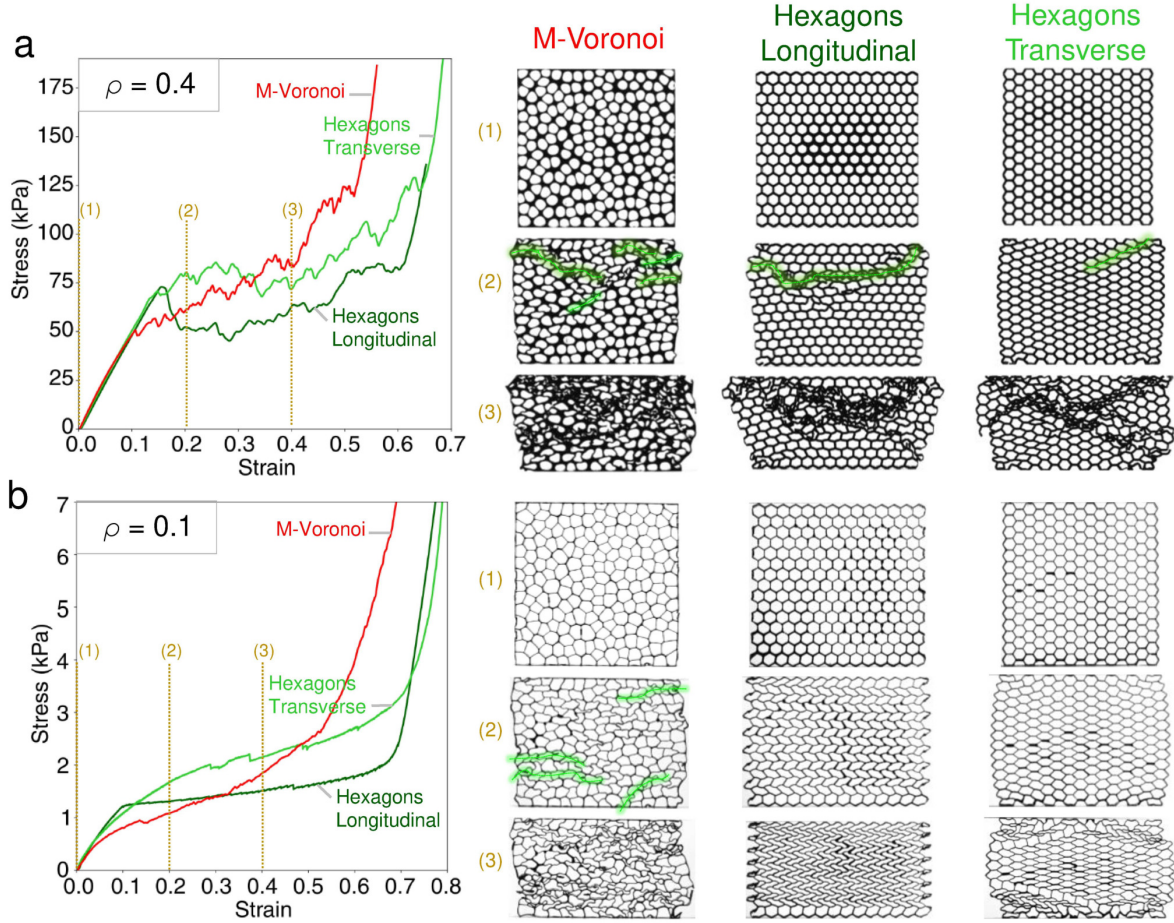 a
ρ = 0.4
M-Voronoi
Hexagons
Transverse
Hexagons
Longitudinal
(1)
(2)
(3)
Stress (kPa)
175
150
125
100
75
50
25
0
0.0
0.1
0.2
0.3
0.4
0.5
0.6
0.7
Strain
M-Voronoi
Hexagons
Longitudinal
Hexagons
Transverse
(1)
(2)
(3)
b
ρ = 0.1
M-Voronoi
Hexagons
Transverse
Hexagons
Longitudinal
(1)
(2)
(3)
Stress (kPa)
7
6
5
4
3
2
1
0
0.0
0.1
0.2
0.3
0.4
0.5
0.6
0.7
0.8
Strain
(1)
(2)
(3)